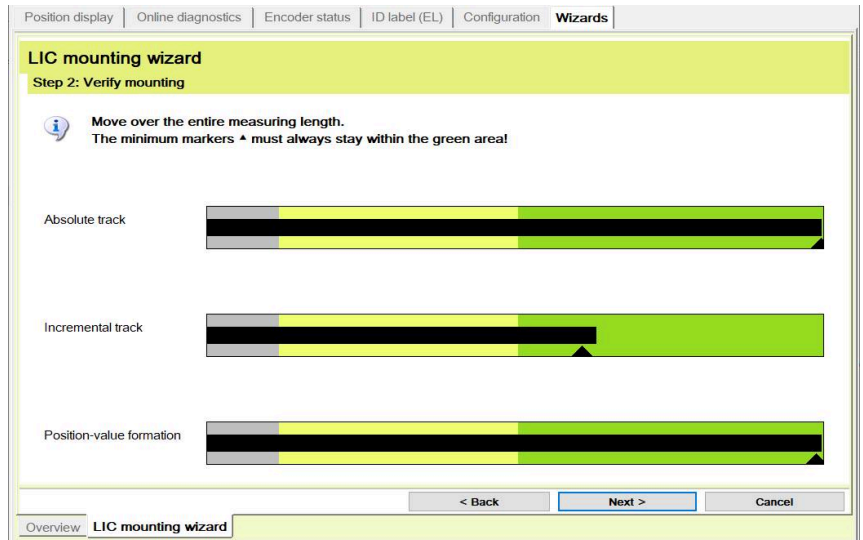 Position display Online diagnostics Encoder status ID label (EL) Configuration Wizards
LIC mounting wizard
Step 2: Verify mounting
Move over the entire measuring length.
The minimum markers ▲ must always stay within the green area!
Absolute track
Incremental track
Position-value formation
< Back Next > Cancel
Overview LIC mounting wizard